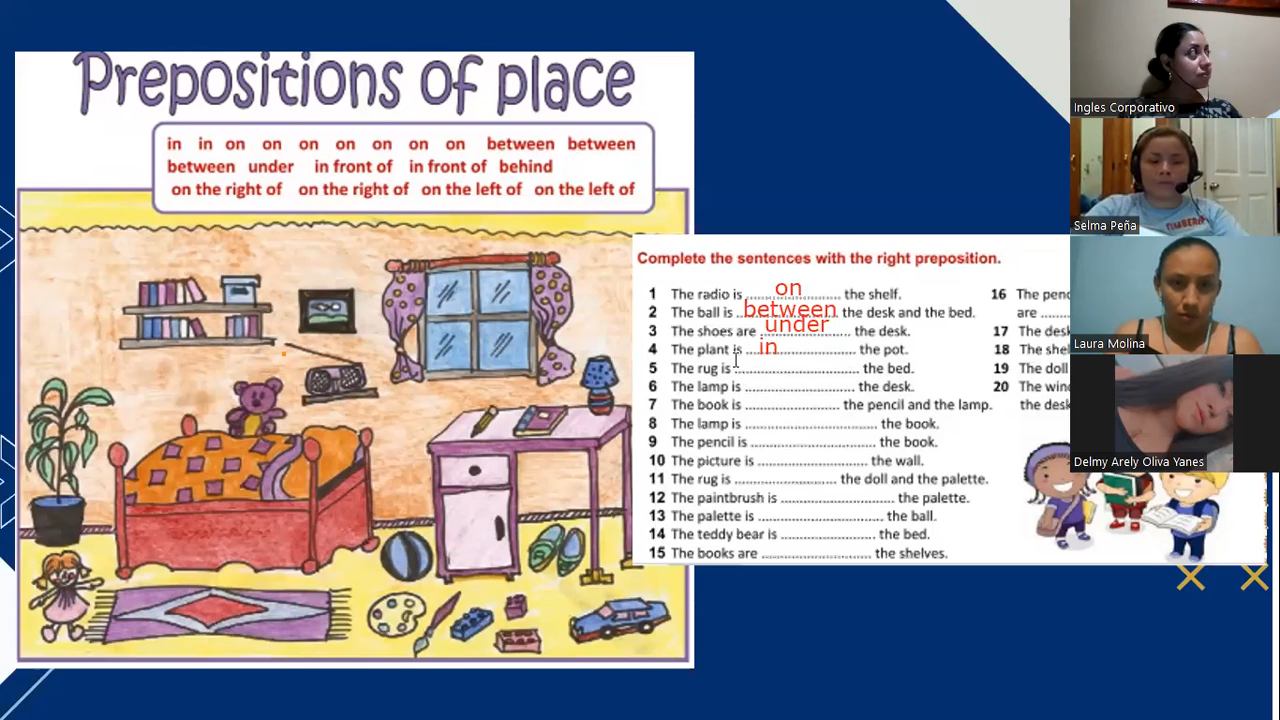 Prepositions of place
in in on on on on on on on between between
between under in front of in front of behind
on the right of on the right of on the left of on the left of
Complete the sentences with the right preposition.
1 The radio is ........ on ........ the shelf.
2 The ball is ........ between ........ the desk and the bed.
3 The shoes are ........ under ........ the desk.
4 The plant is ........ in ........ the pot.
5 The rug is ................ the bed.
6 The lamp is ................ the desk.
7 The book is ................ the pencil and the lamp.
8 The lamp is ................ the book.
9 The pencil is ................ the book.
10 The picture is ................ the wall.
11 The rug is ................ the doll and the palette.
12 The paintbrush is ................ the palette.
13 The palette is ................ the ball.
14 The teddy bear is ................ the bed.
15 The books are ................ the shelves.
16 The
are ........
17 The
18 The
19 The doll
20 The
the
Ingles Corporativo
Selma Peña
Laura Molina
Delmy Arely Oliva Yanes